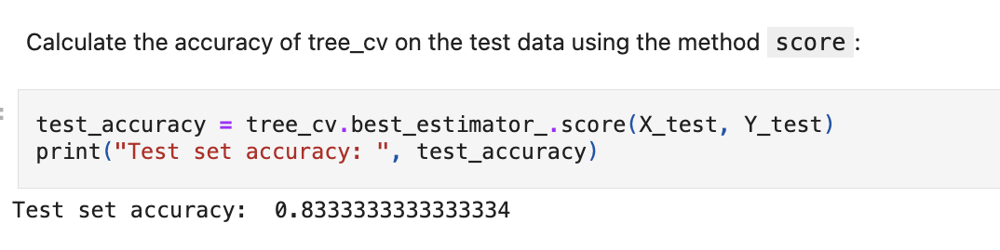 Calculate the accuracy of tree_cv on the test data using the method score :
:
test_accuracy = tree_cv.best_estimator_.score(X_test, Y_test)
print("Test set accuracy: ", test_accuracy)
Test set accuracy:  0.8333333333333334